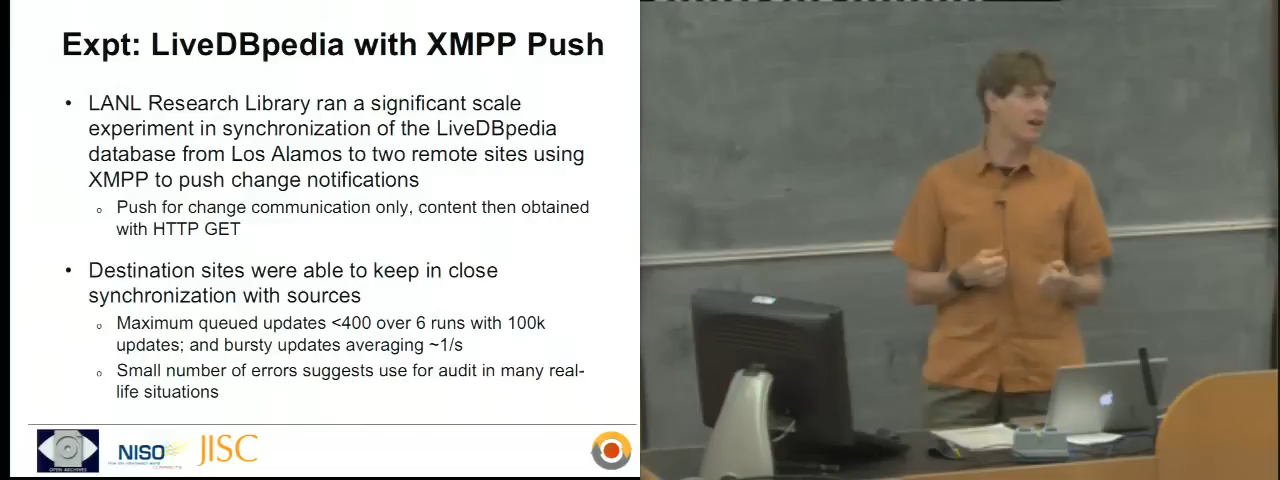 Expt: LiveDBpedia with XMPP Push
• LANL Research Library ran a significant scale
experiment in synchronization of the LiveDBpedia
database from Los Alamos to two remote sites using
XMPP to push change notifications
o Push for change communication only, content then obtained
with HTTP GET
• Destination sites were able to keep in close
synchronization with sources
o Maximum queued updates <400 over 6 runs with 100k
updates; and bursty updates averaging ~1/s
o Small number of errors suggests use for audit in many real-
life situations
OPEN ARCHIVES
NISO
JISC